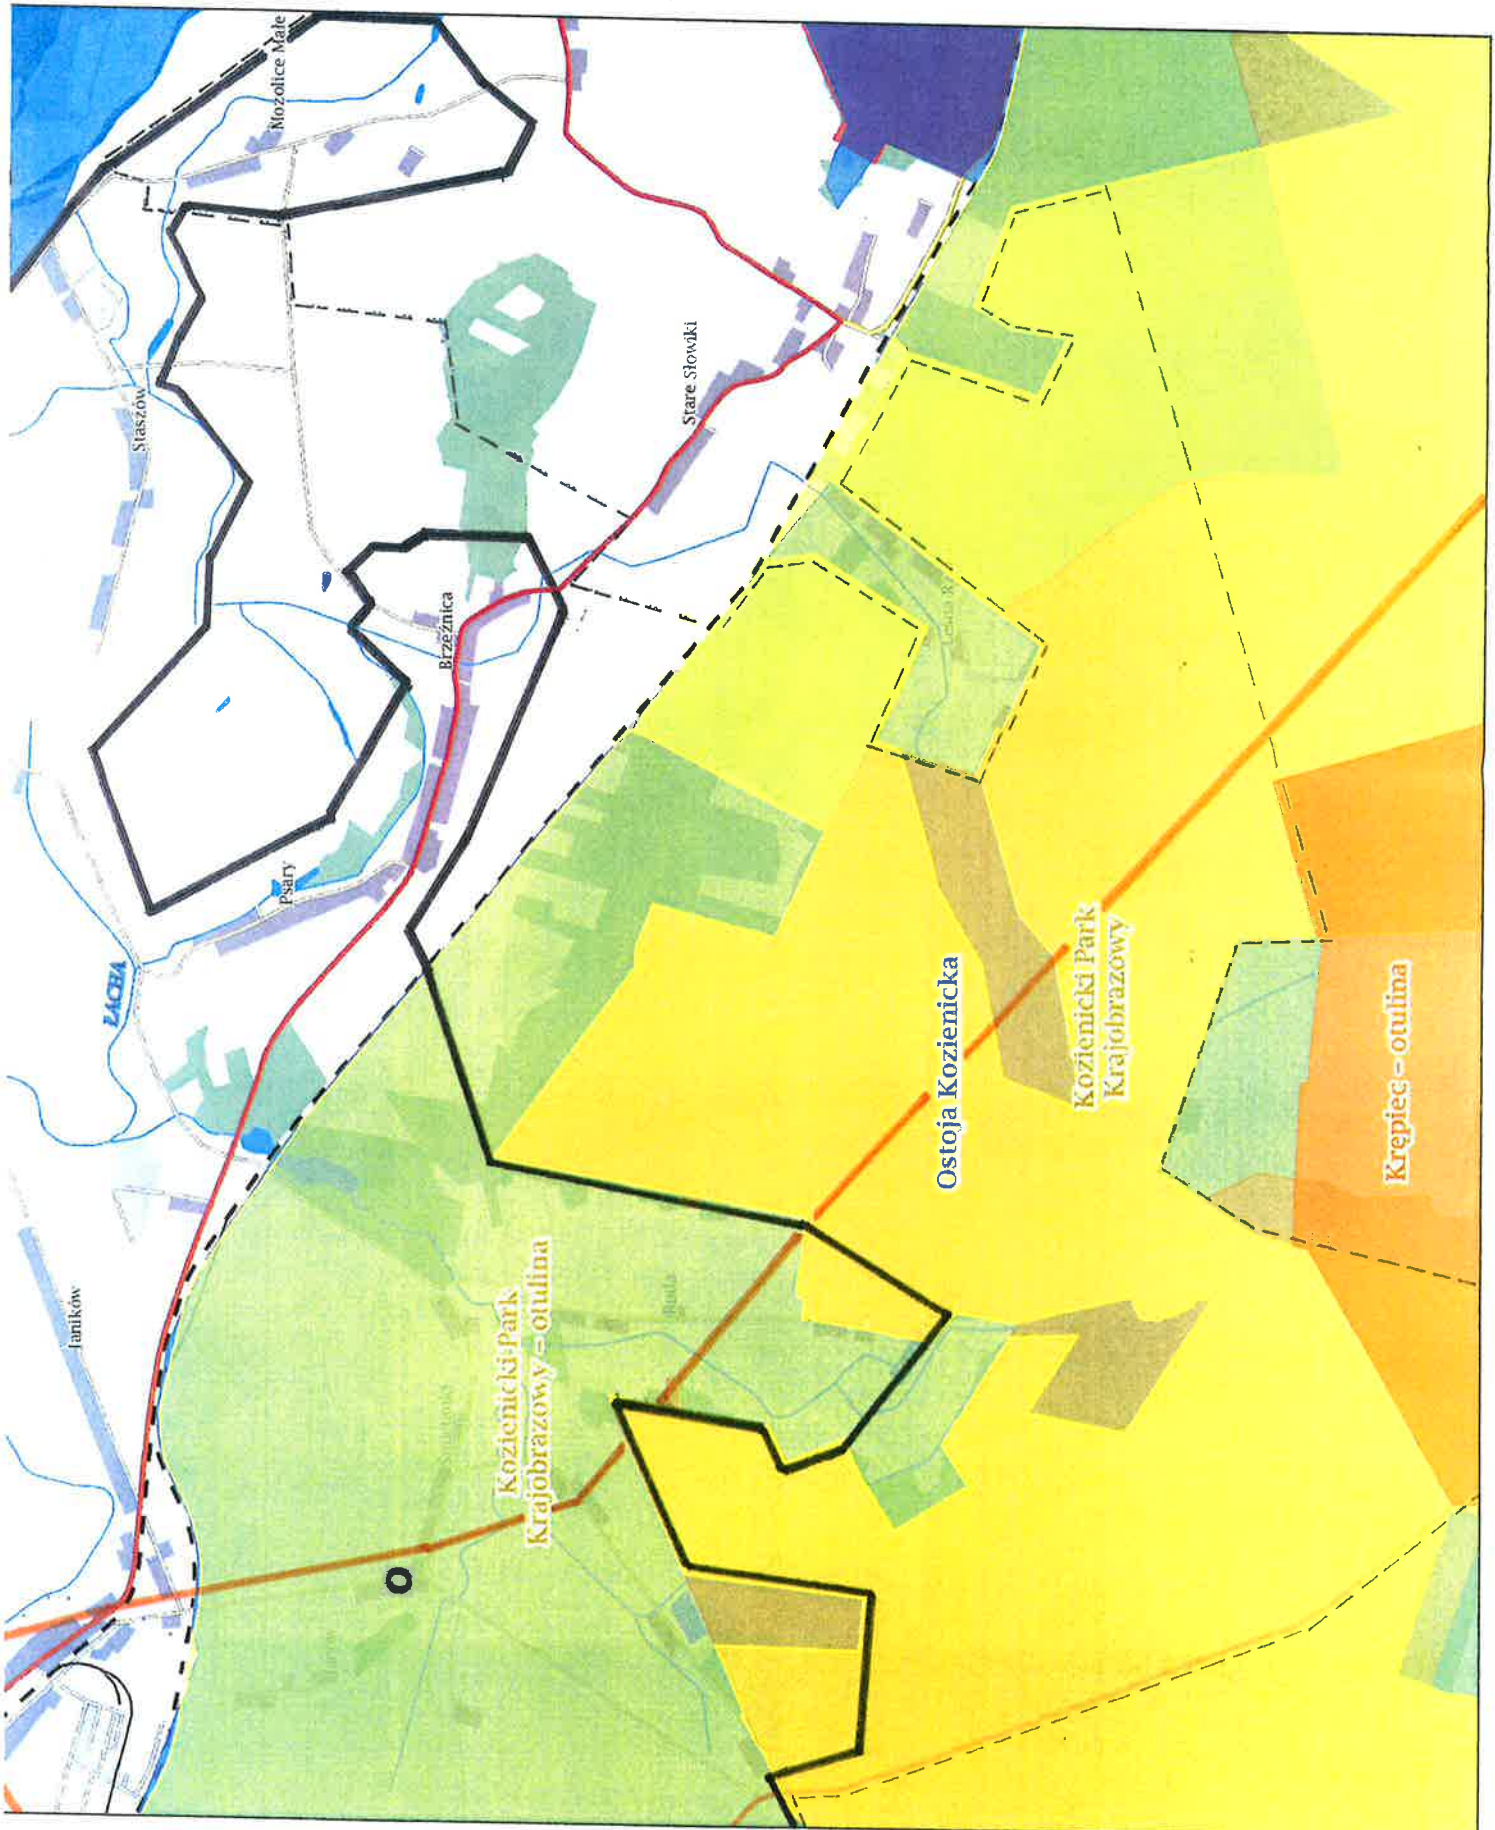 Mozolice Małe
Staszów
Stare Słowiki
Brzeźnica
Psary
ŁACHA
Janików
Ruda
Kozienicki Park
Krajobrazowy – otulina
Ostoja Kozienicka
Kozienicki Park
Krajobrazowy
Krępiec – otulina
O